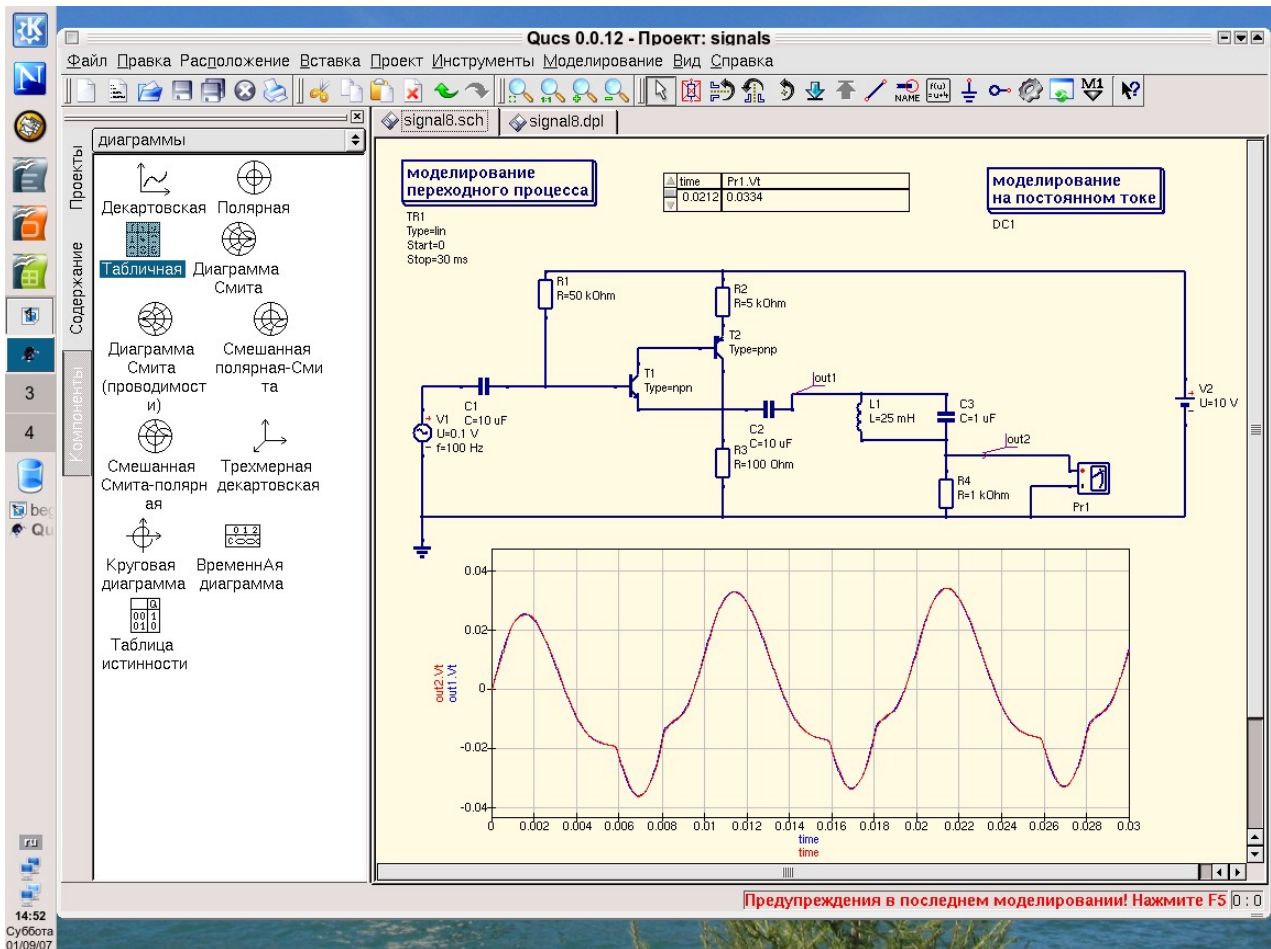 Qucs 0.0.12 - Проект: signals
Файл Правка Расположение Вставка Проект Инструменты Моделирование Вид Справка
NAME
M1
signal8.sch
signal8.dpl
диаграммы
Проекты
Содержание
Компоненты
Декартовская Полярная
Табличная Диаграмма
Смита
Диаграмма Смешанная
Смита полярная-Сми
(проводимост та
и)
Смешанная Трехмерная
Смита-полярн декартовская
ая
Круговая ВременнАя
диаграмма диаграмма
Таблица
истинности
3
4
be
Qu
ru
14:52
Суббота
01/09/07
моделирование
переходного процесса
TR1
Type=lin
Start=0
Stop=30 ms
time Pr1.Vt
0.0212 0.0334
моделирование
на постоянном токе
DC1
R1
R=50 kOhm
R2
R=5 kOhm
T2
Type=pnp
T1
Type=npn
out1
V2
U=10 V
C1
C=10 uF
V1
U=0.1 V
f=100 Hz
C2
C=10 uF
L1
L=25 mH
C3
C=1 uF
out2
R3
R=100 Ohm
R4
R=1 kOhm
Pr1
0.04
0.02
0
-0.02
-0.04
out2.Vt
out1.Vt
0 0.002 0.004 0.006 0.008 0.01 0.012 0.014 0.016 0.018 0.02 0.022 0.024 0.026 0.028 0.03
time
time
Предупреждения в последнем моделировании! Нажмите F5 0 : 0